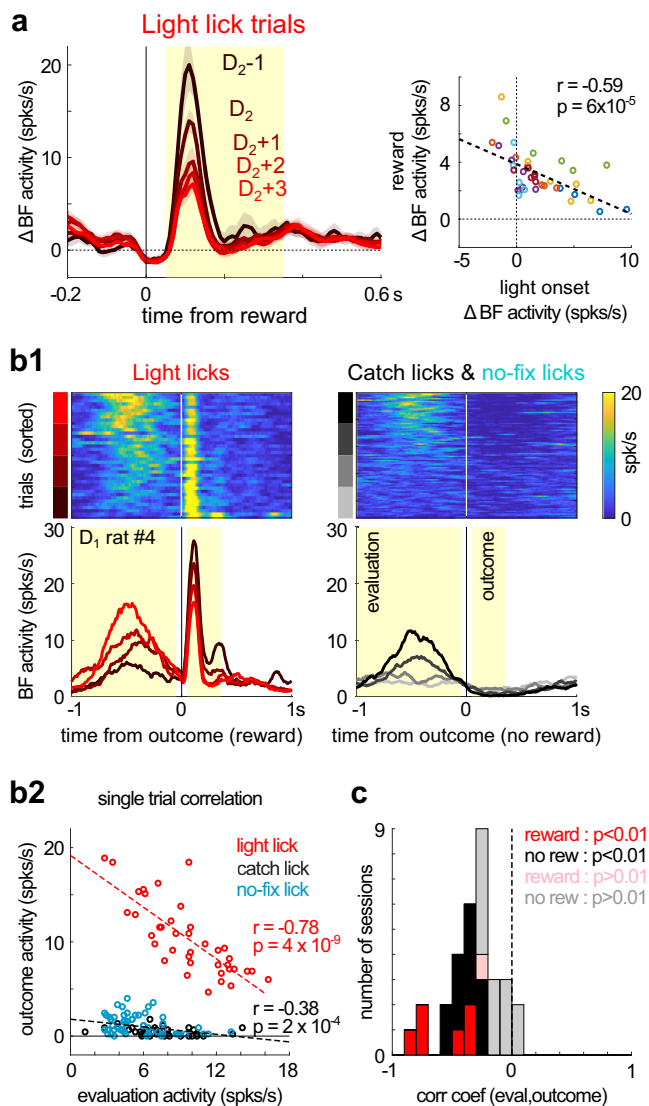 a
Light lick trials
Δ BF activity (spks/s)
20
10
0
D2-1
D2
D2+1
D2+2
D2+3
-0.2
0
0.6 s
time from reward
reward
Δ BF activity (spks/s)
8
4
0
r = -0.59
p = 6x10-5
-5
0
5
10
light onset
Δ BF activity (spks/s)
b1
Light licks
trials (sorted)
Catch licks & no-fix licks
20
spk/s
0
BF activity (spks/s)
30
20
10
0
D1 rat #4
-1
0
1s
time from outcome (reward)
30
20
10
0
evaluation
outcome
-1
0
1s
time from outcome (no reward)
b2
single trial correlation
outcome activity (spks/s)
20
10
0
light lick
catch lick
no-fix lick
r = -0.78
p = 4 x 10-9
r = -0.38
p = 2 x 10-4
0
6
12
18
evaluation activity (spks/s)
c
number of sessions
9
6
3
0
reward : p<0.01
no rew : p<0.01
reward : p>0.01
no rew : p>0.01
-1
0
1
corr coef (eval,outcome)